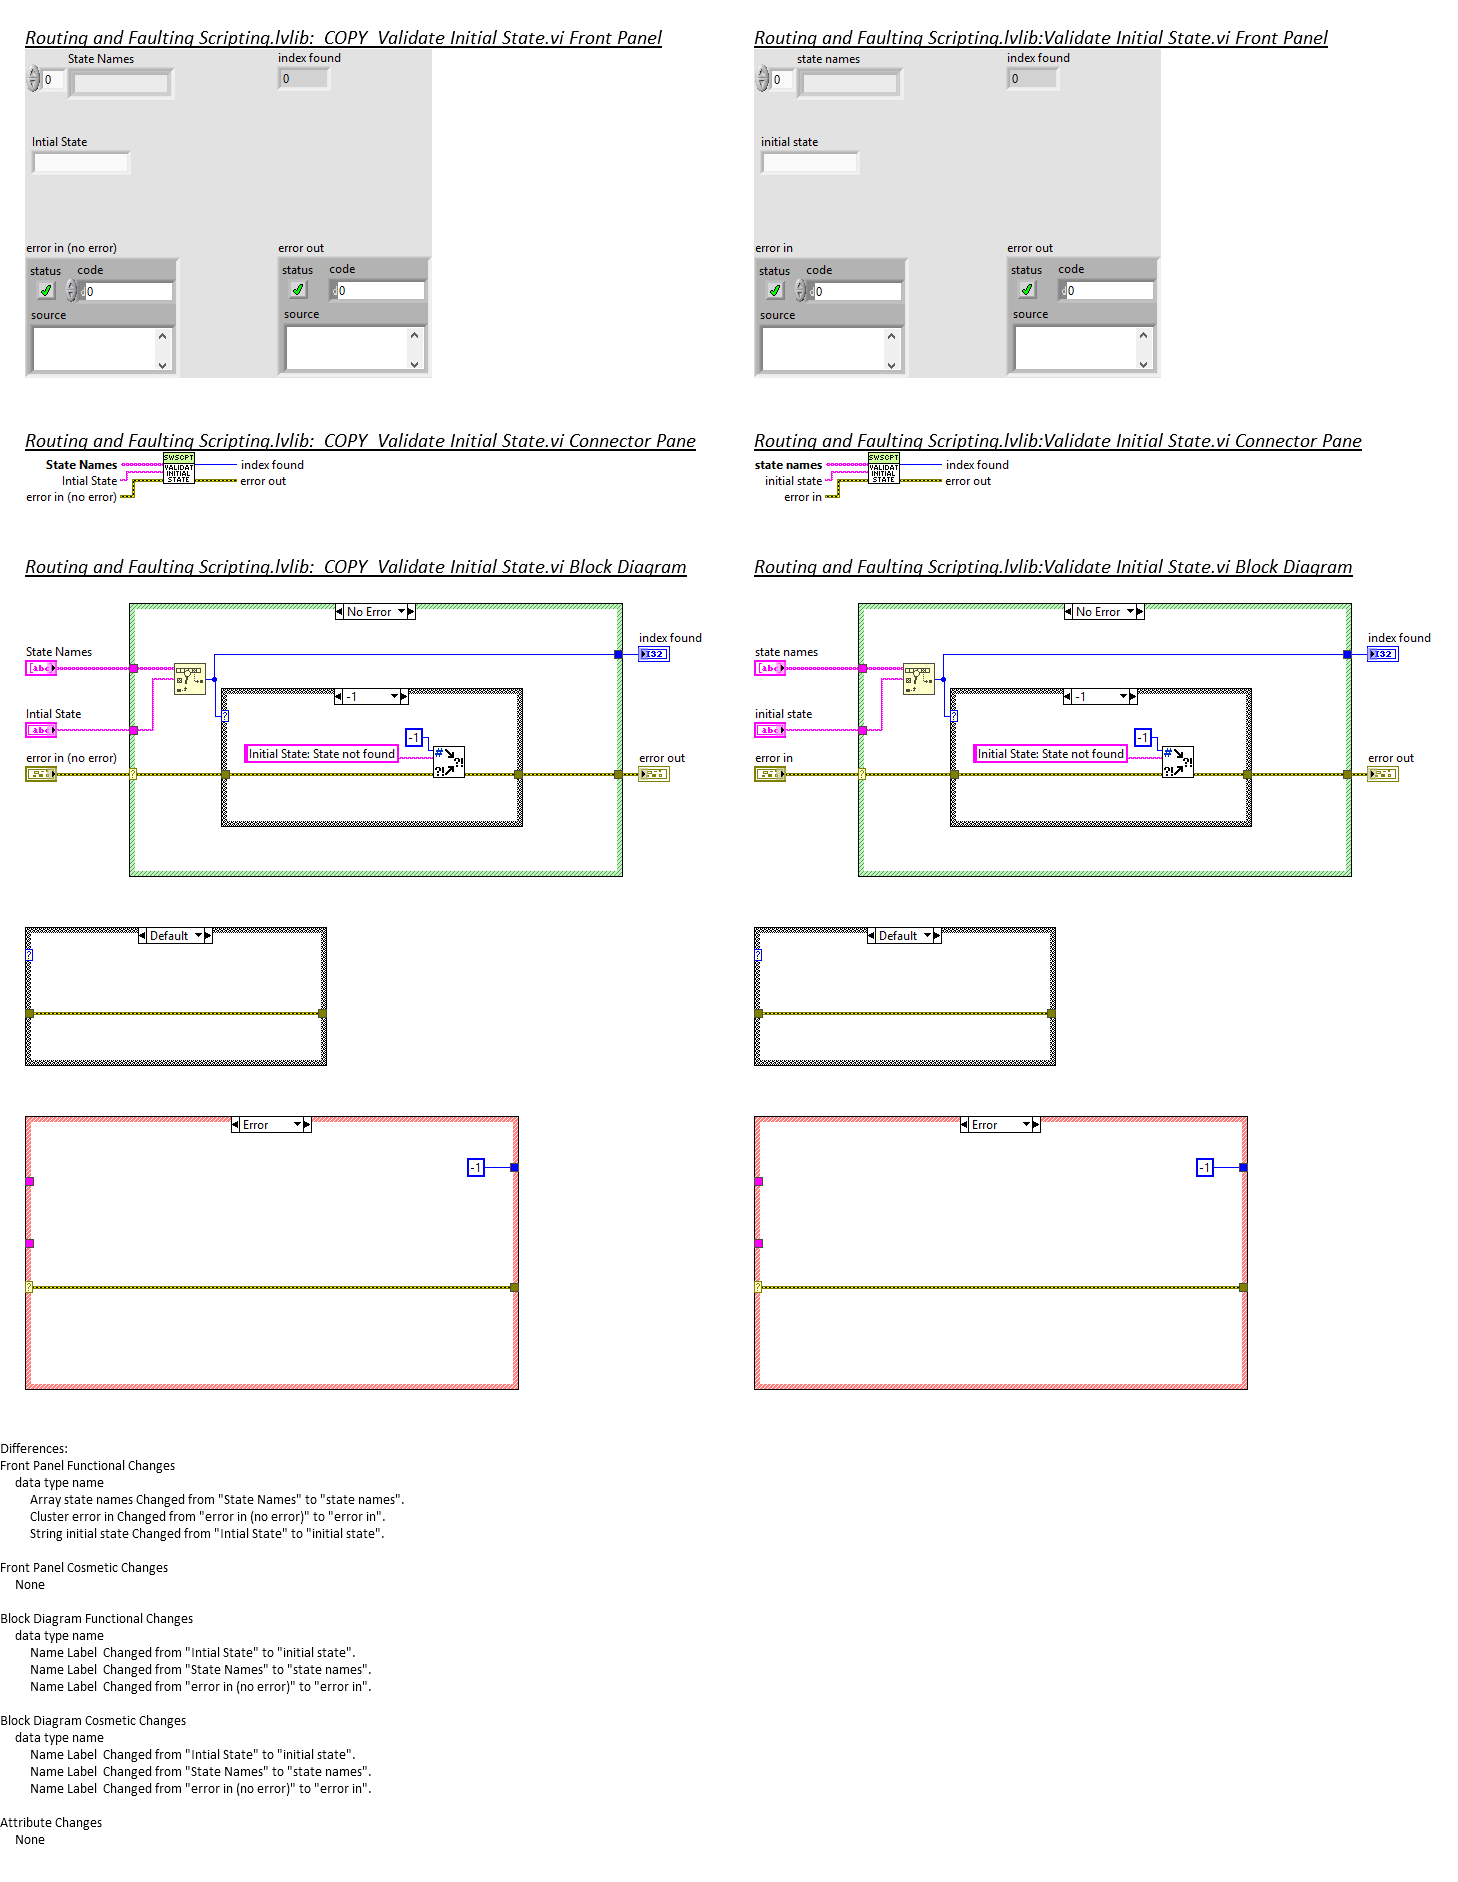 Routing and Faulting Scripting.lvlib:  COPY  Validate Initial State.vi Front Panel
State Names
index found
0
0
Intial State
error in (no error)
error out
status
code
status
code
0
d
0
source
source
Routing and Faulting Scripting.lvlib:Validate Initial State.vi Front Panel
state names
index found
0
0
initial state
error in
error out
status
code
status
code
0
d
0
source
source
Routing and Faulting Scripting.lvlib:  COPY  Validate Initial State.vi Connector Pane
SWSCPT
VALIDAT
INITIAL
STATE
State Names
index found
Intial State
error out
error in (no error)
Routing and Faulting Scripting.lvlib:Validate Initial State.vi Connector Pane
SWSCPT
VALIDAT
INITIAL
STATE
state names
index found
initial state
error out
error in
Routing and Faulting Scripting.lvlib:  COPY  Validate Initial State.vi Block Diagram
No Error
State Names
[abc]
index found
I32
-1
Intial State
abc
?
-1
Initial State: State not found
#
?!
?!
error in (no error)
?
error out
Default
?
Error
-1
?
Routing and Faulting Scripting.lvlib:Validate Initial State.vi Block Diagram
No Error
state names
[abc]
index found
I32
-1
initial state
abc
?
-1
Initial State: State not found
#
?!
?!
error in
?
error out
Default
?
Error
-1
?
Differences:
Front Panel Functional Changes
data type name
Array state names Changed from "State Names" to "state names".
Cluster error in Changed from "error in (no error)" to "error in".
String initial state Changed from "Intial State" to "initial state".
Front Panel Cosmetic Changes
None
Block Diagram Functional Changes
data type name
Name Label  Changed from "Intial State" to "initial state".
Name Label  Changed from "State Names" to "state names".
Name Label  Changed from "error in (no error)" to "error in".
Block Diagram Cosmetic Changes
data type name
Name Label  Changed from "Intial State" to "initial state".
Name Label  Changed from "State Names" to "state names".
Name Label  Changed from "error in (no error)" to "error in".
Attribute Changes
None